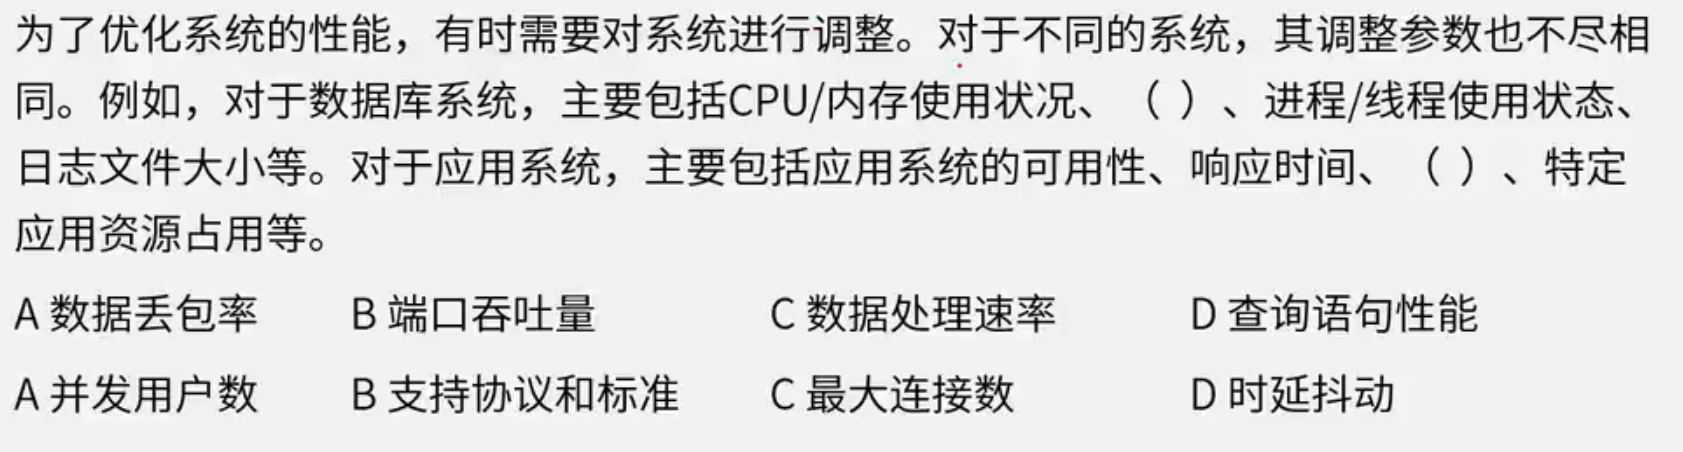 为了优化系统的性能，有时需要对系统进行调整。对于不同的系统，其调整参数也不尽相
同。例如，对于数据库系统，主要包括CPU/内存使用状况、（ ）、进程/线程使用状态、
日志文件大小等。对于应用系统，主要包括应用系统的可用性、响应时间、（ ）、特定
应用资源占用等。
A 数据丢包率 B 端口吞吐量 C 数据处理速率 D 查询语句性能
A 并发用户数 B 支持协议和标准 C 最大连接数 D 时延抖动